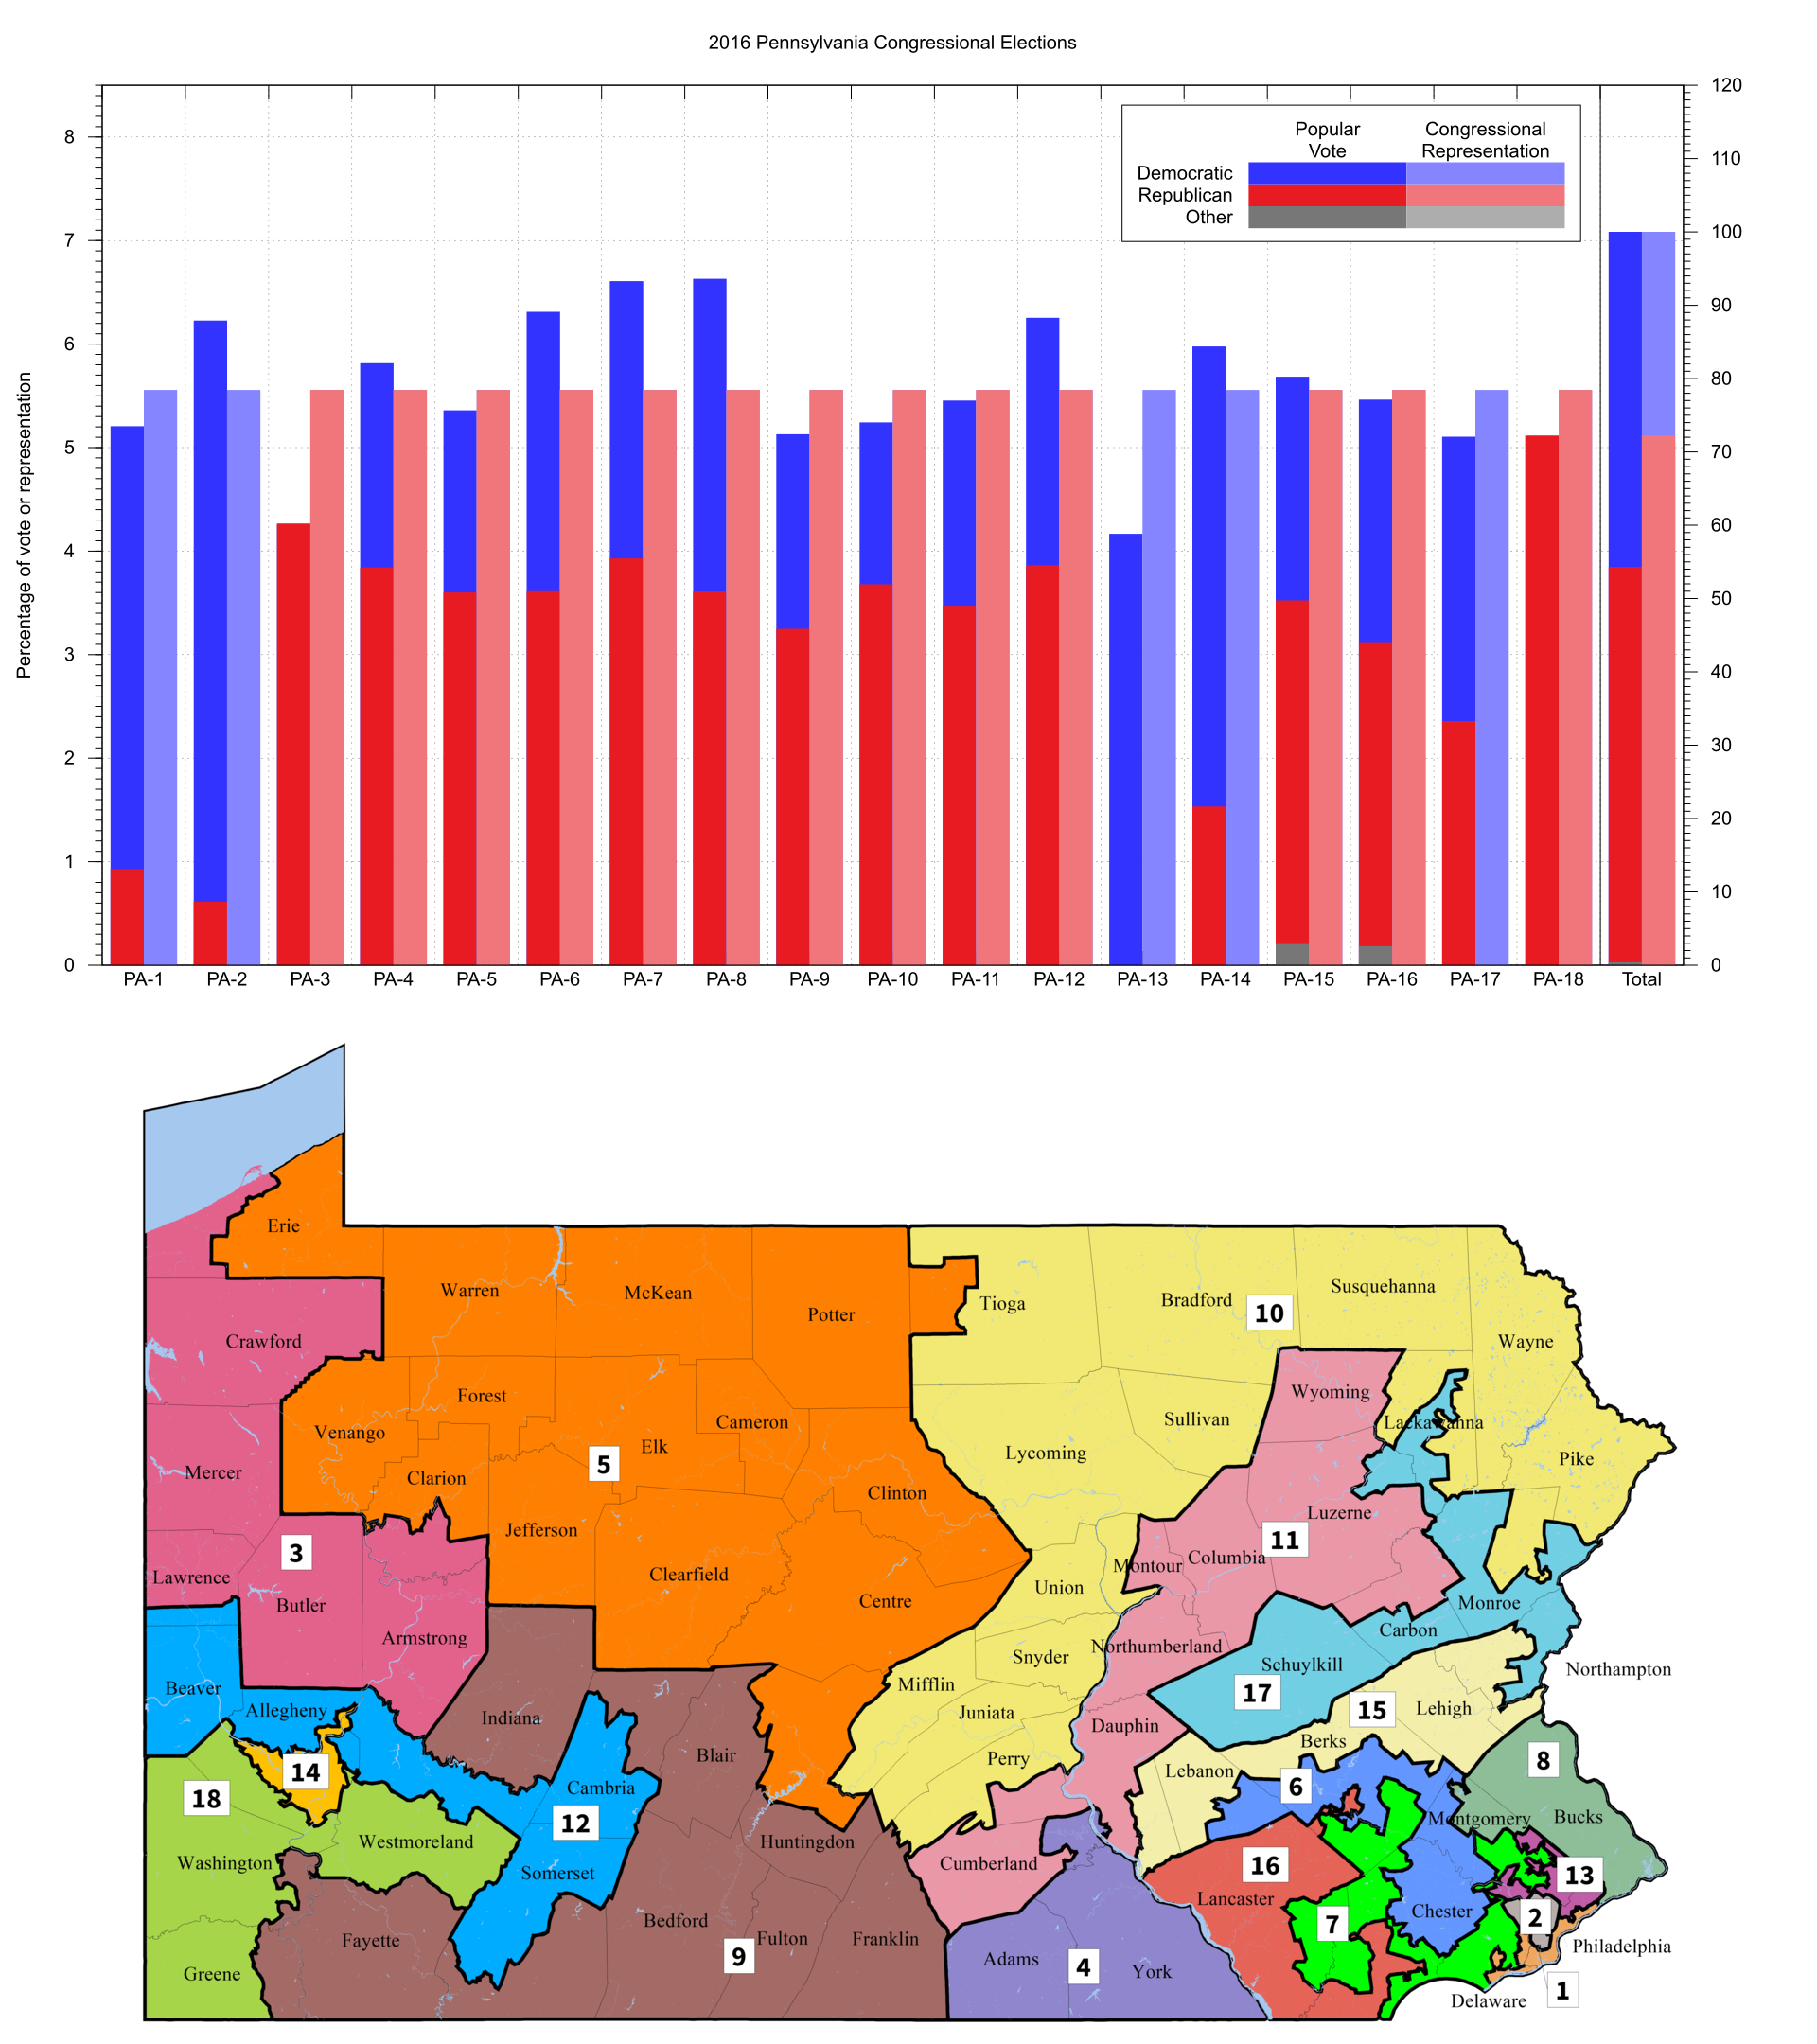 2016 Pennsylvania Congressional Elections
Percentage of vote or representation
8
7
6
5
4
3
2
1
0
120
110
100
90
80
70
60
50
40
30
20
10
0
Popular Vote
Congressional Representation
Democratic
Republican
Other
PA-1 PA-2 PA-3 PA-4 PA-5 PA-6 PA-7 PA-8 PA-9 PA-10 PA-11 PA-12 PA-13 PA-14 PA-15 PA-16 PA-17 PA-18 Total
Erie
Warren
McKean
Potter
Tioga
Bradford
10
Susquehanna
Wayne
Crawford
Forest
Cameron
Sullivan
Wyoming
Lackawanna
Venango
Elk
5
Lycoming
Pike
Mercer
Clarion
Clinton
Luzerne
Jefferson
3
11
Lawrence
Butler
Clearfield
Centre
Union
Montour
Columbia
Monroe
Armstrong
Snyder
Northumberland
Carbon
Schuylkill
Northampton
Beaver
Allegheny
Indiana
Mifflin
17
15
Lehigh
Juniata
Dauphin
Blair
Perry
Berks
8
14
18
Cambria
Lebanon
6
12
Westmoreland
Huntingdon
Montgomery
Bucks
Washington
Somerset
Cumberland
16
13
Lancaster
Bedford
7
Chester
2
Fayette
Fulton
Franklin
9
Adams
4
York
Philadelphia
Greene
1
Delaware